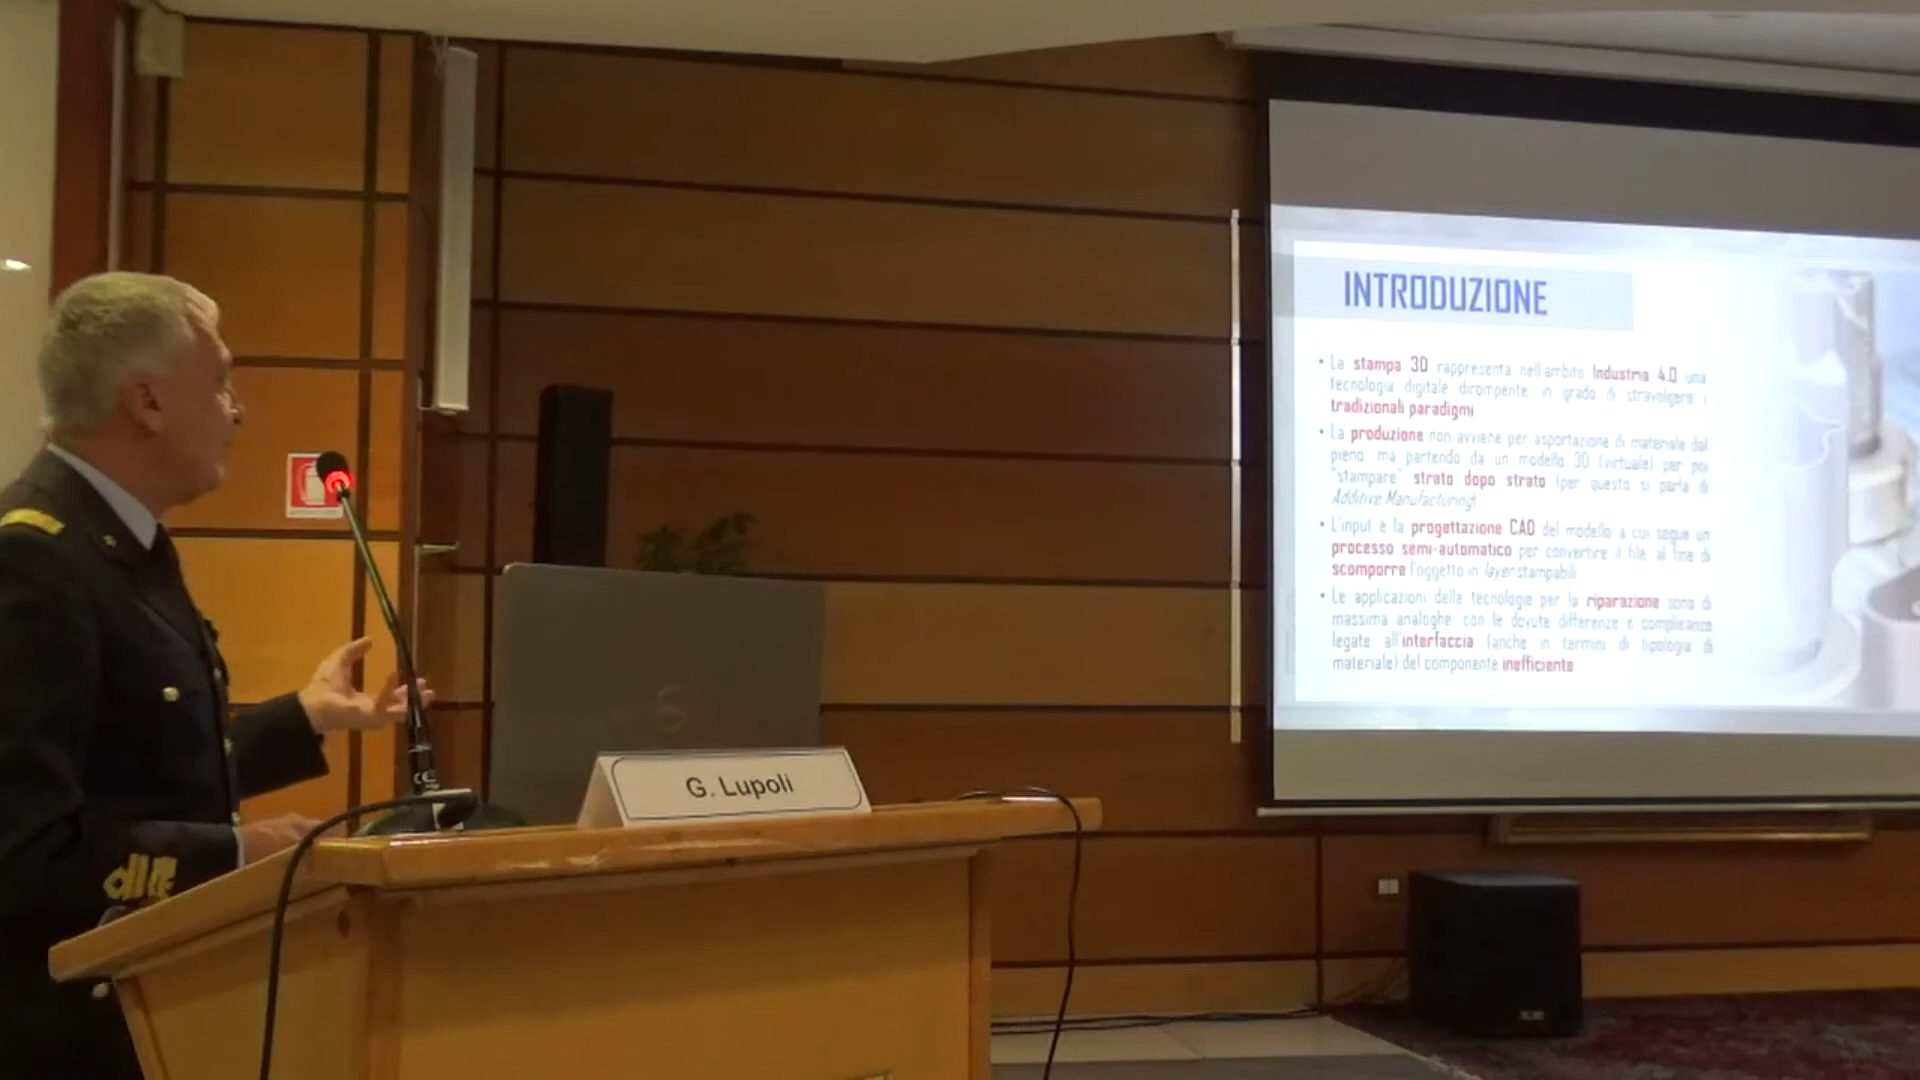 INTRODUZIONE
• La stampa 3D rappresenta nell'ambito Industria 4.0 una
tecnologia digitale dirompente, in grado di stravolgere i
tradizionali paradigmi
• La produzione non avviene per asportazione di materiale dal
pieno ma partendo da un modello 3D (virtuale) per poi
"stampare" strato dopo strato (per questo si parla di
Additive Manufacturing)
• L'input è la progettazione CAD del modello a cui segue un
processo semi-automatico per convertire il file al fine di
scomporre l'oggetto in layer stampabili
• Le applicazioni delle tecnologie per la riparazione sono di
massima analoghe con le dovute differenze e complicanze
legate all'interfaccia (anche in termini di tipologia di
materiale) del componente inefficiente
G. Lupoli